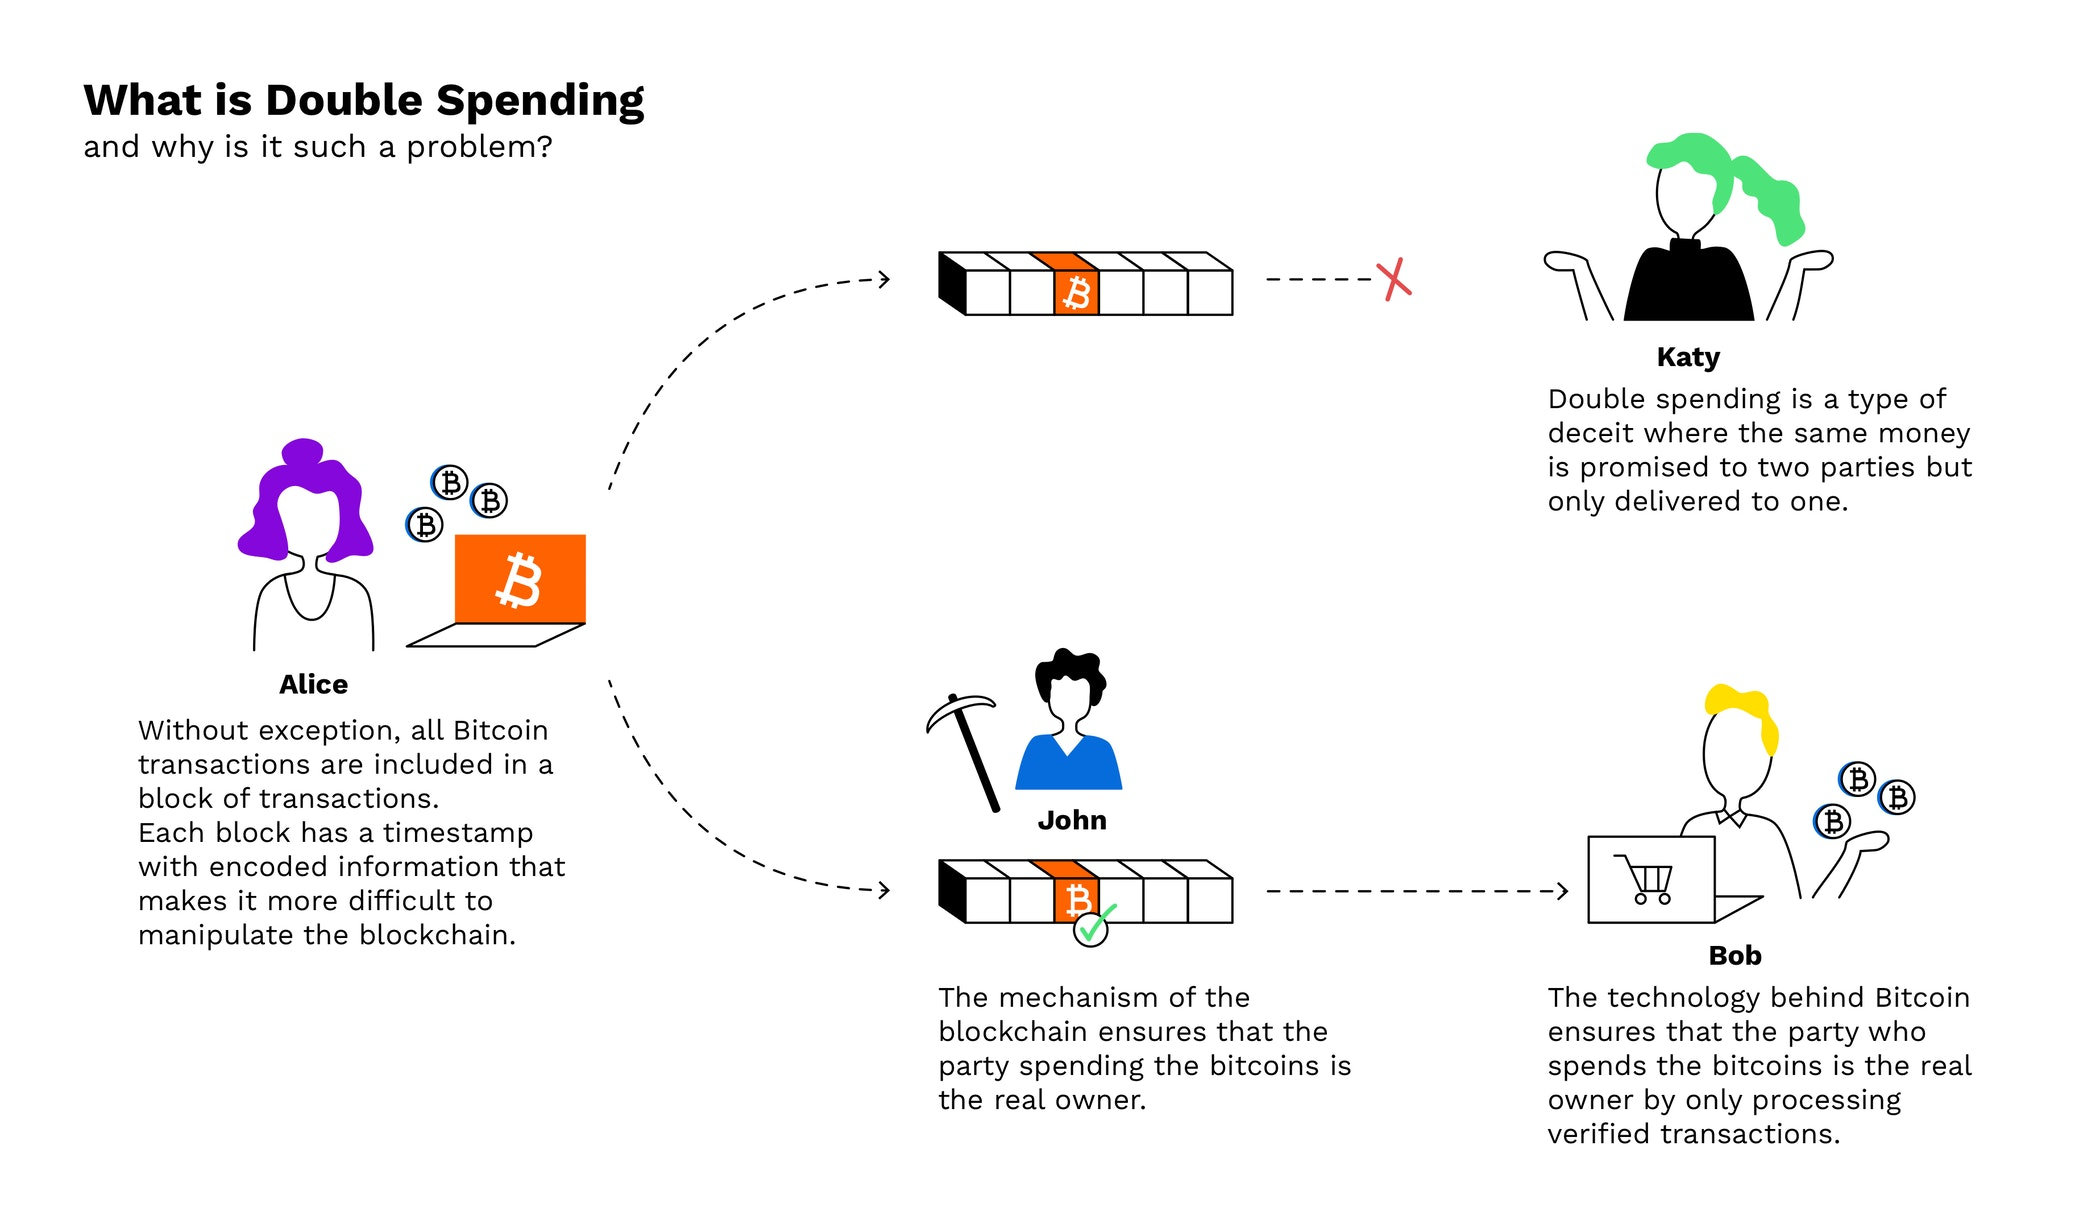 What is Double Spending
and why is it such a problem?
Katy
Double spending is a type of
deceit where the same money
is promised to two parties but
only delivered to one.
Alice
Without exception, all Bitcoin
transactions are included in a
block of transactions.
Each block has a timestamp
with encoded information that
makes it more difficult to
manipulate the blockchain.
John
The mechanism of the
blockchain ensures that the
party spending the bitcoins is
the real owner.
Bob
The technology behind Bitcoin
ensures that the party who
spends the bitcoins is the real
owner by only processing
verified transactions.